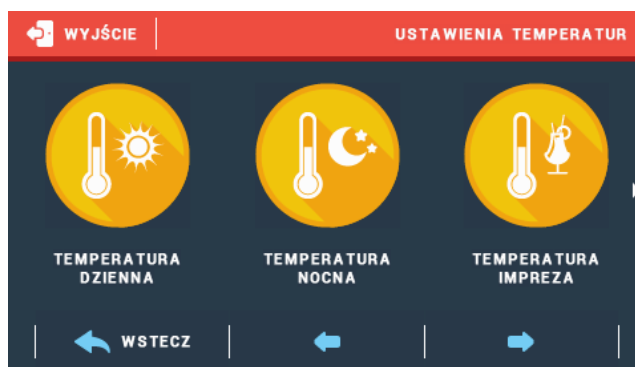 WYJŚCIE
USTAWIENIA TEMPERATUR
TEMPERATURA
DZIENNA
TEMPERATURA
NOCNA
TEMPERATURA
IMPREZA
WSTECZ